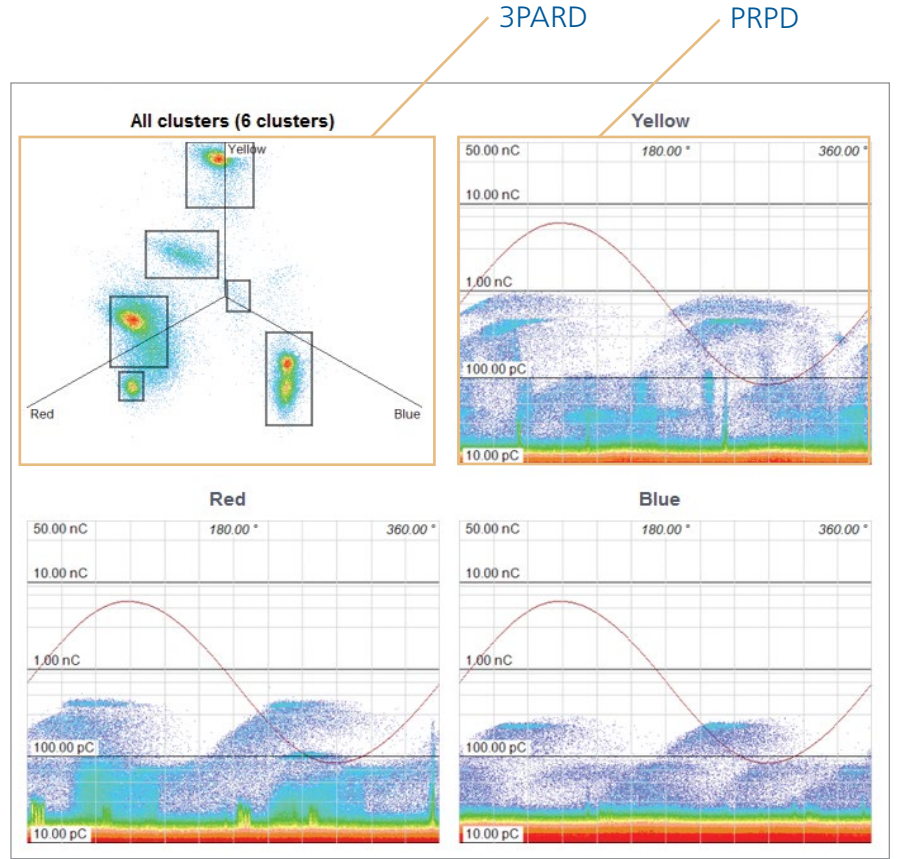 3PARD
PRPD
All clusters (6 clusters)
Yellow
Red
Blue
Yellow
50.00 nC
180.00 °
360.00 °
10.00 nC
1.00 nC
100.00 pC
10.00 pC
Red
50.00 nC
180.00 °
360.00 °
10.00 nC
1.00 nC
100.00 pC
10.00 pC
Blue
50.00 nC
180.00 °
360.00 °
10.00 nC
1.00 nC
100.00 pC
10.00 pC